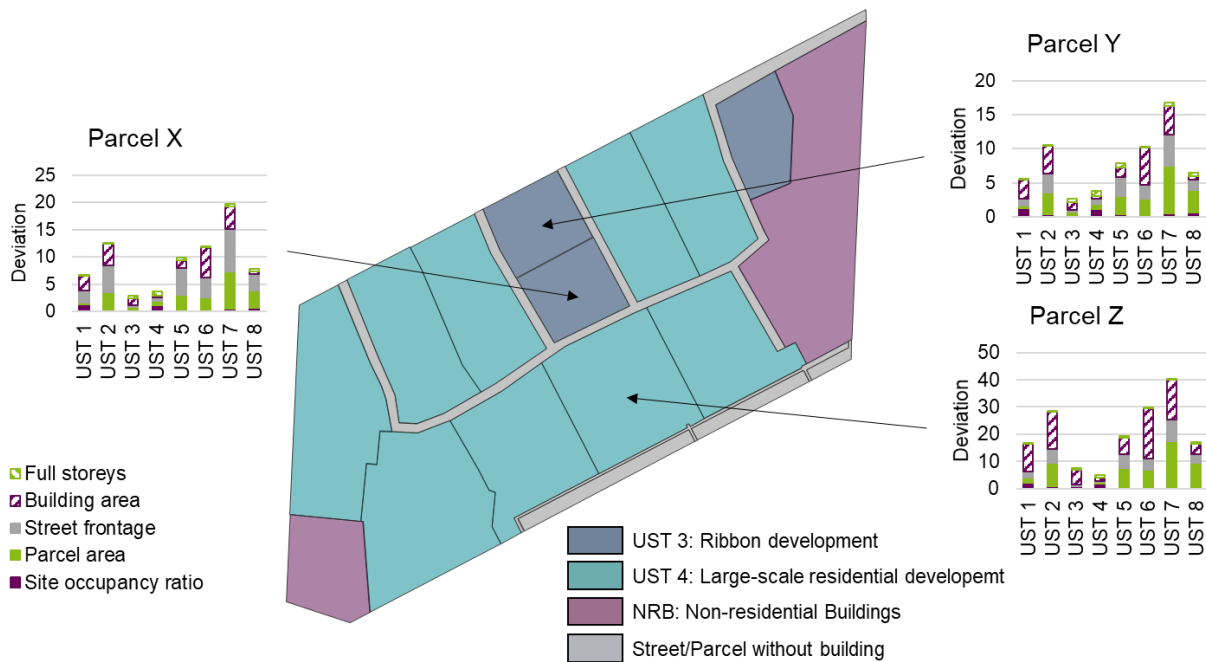 Parcel X
25
20
15
10
5
0
Deviation
UST 1
UST 2
UST 3
UST 4
UST 5
UST 6
UST 7
UST 8
Full storeys
Building area
Street frontage
Parcel area
Site occupancy ratio
Parcel Y
20
15
10
5
0
Deviation
UST 1
UST 2
UST 3
UST 4
UST 5
UST 6
UST 7
UST 8
Parcel Z
50
40
30
20
10
0
Deviation
UST 1
UST 2
UST 3
UST 4
UST 5
UST 6
UST 7
UST 8
UST 3: Ribbon development
UST 4: Large-scale residential developemt
NRB: Non-residential Buildings
Street/Parcel without building